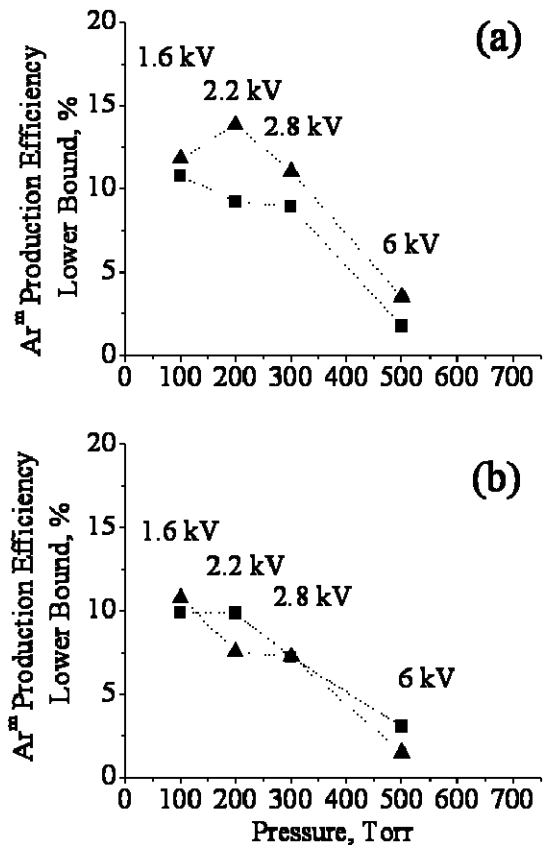 20
(a)
1.6 kV
15
2.2 kV
2.8 kV
10
6 kV
5
0
0 100 200 300 400 500 600 700
Arᵐ Production Efficiency
Lower Bound, %
20
(b)
15
1.6 kV
2.2 kV
2.8 kV
10
6 kV
5
0
0 100 200 300 400 500 600 700
Arᵐ Production Efficiency
Lower Bound, %
Pressure, Torr